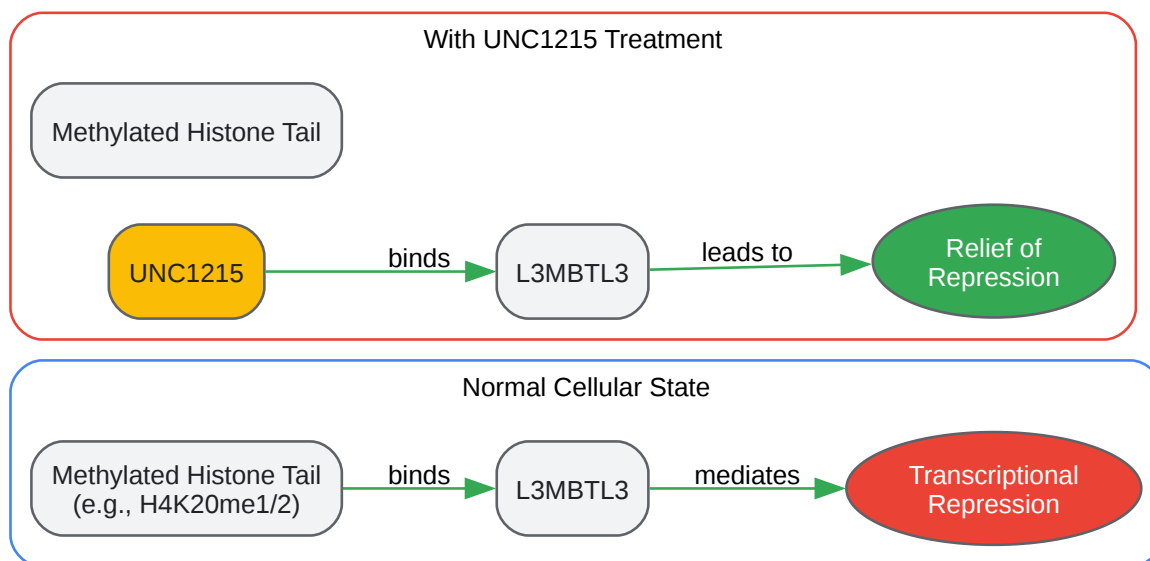 With UNC1215 Treatment
Methylated Histone Tail
UNC1215
binds
L3MBTL3
leads to
Relief of
Repression
Normal Cellular State
Methylated Histone Tail
(e.g., H4K20me1/2)
binds
L3MBTL3
mediates
Transcriptional
Repression